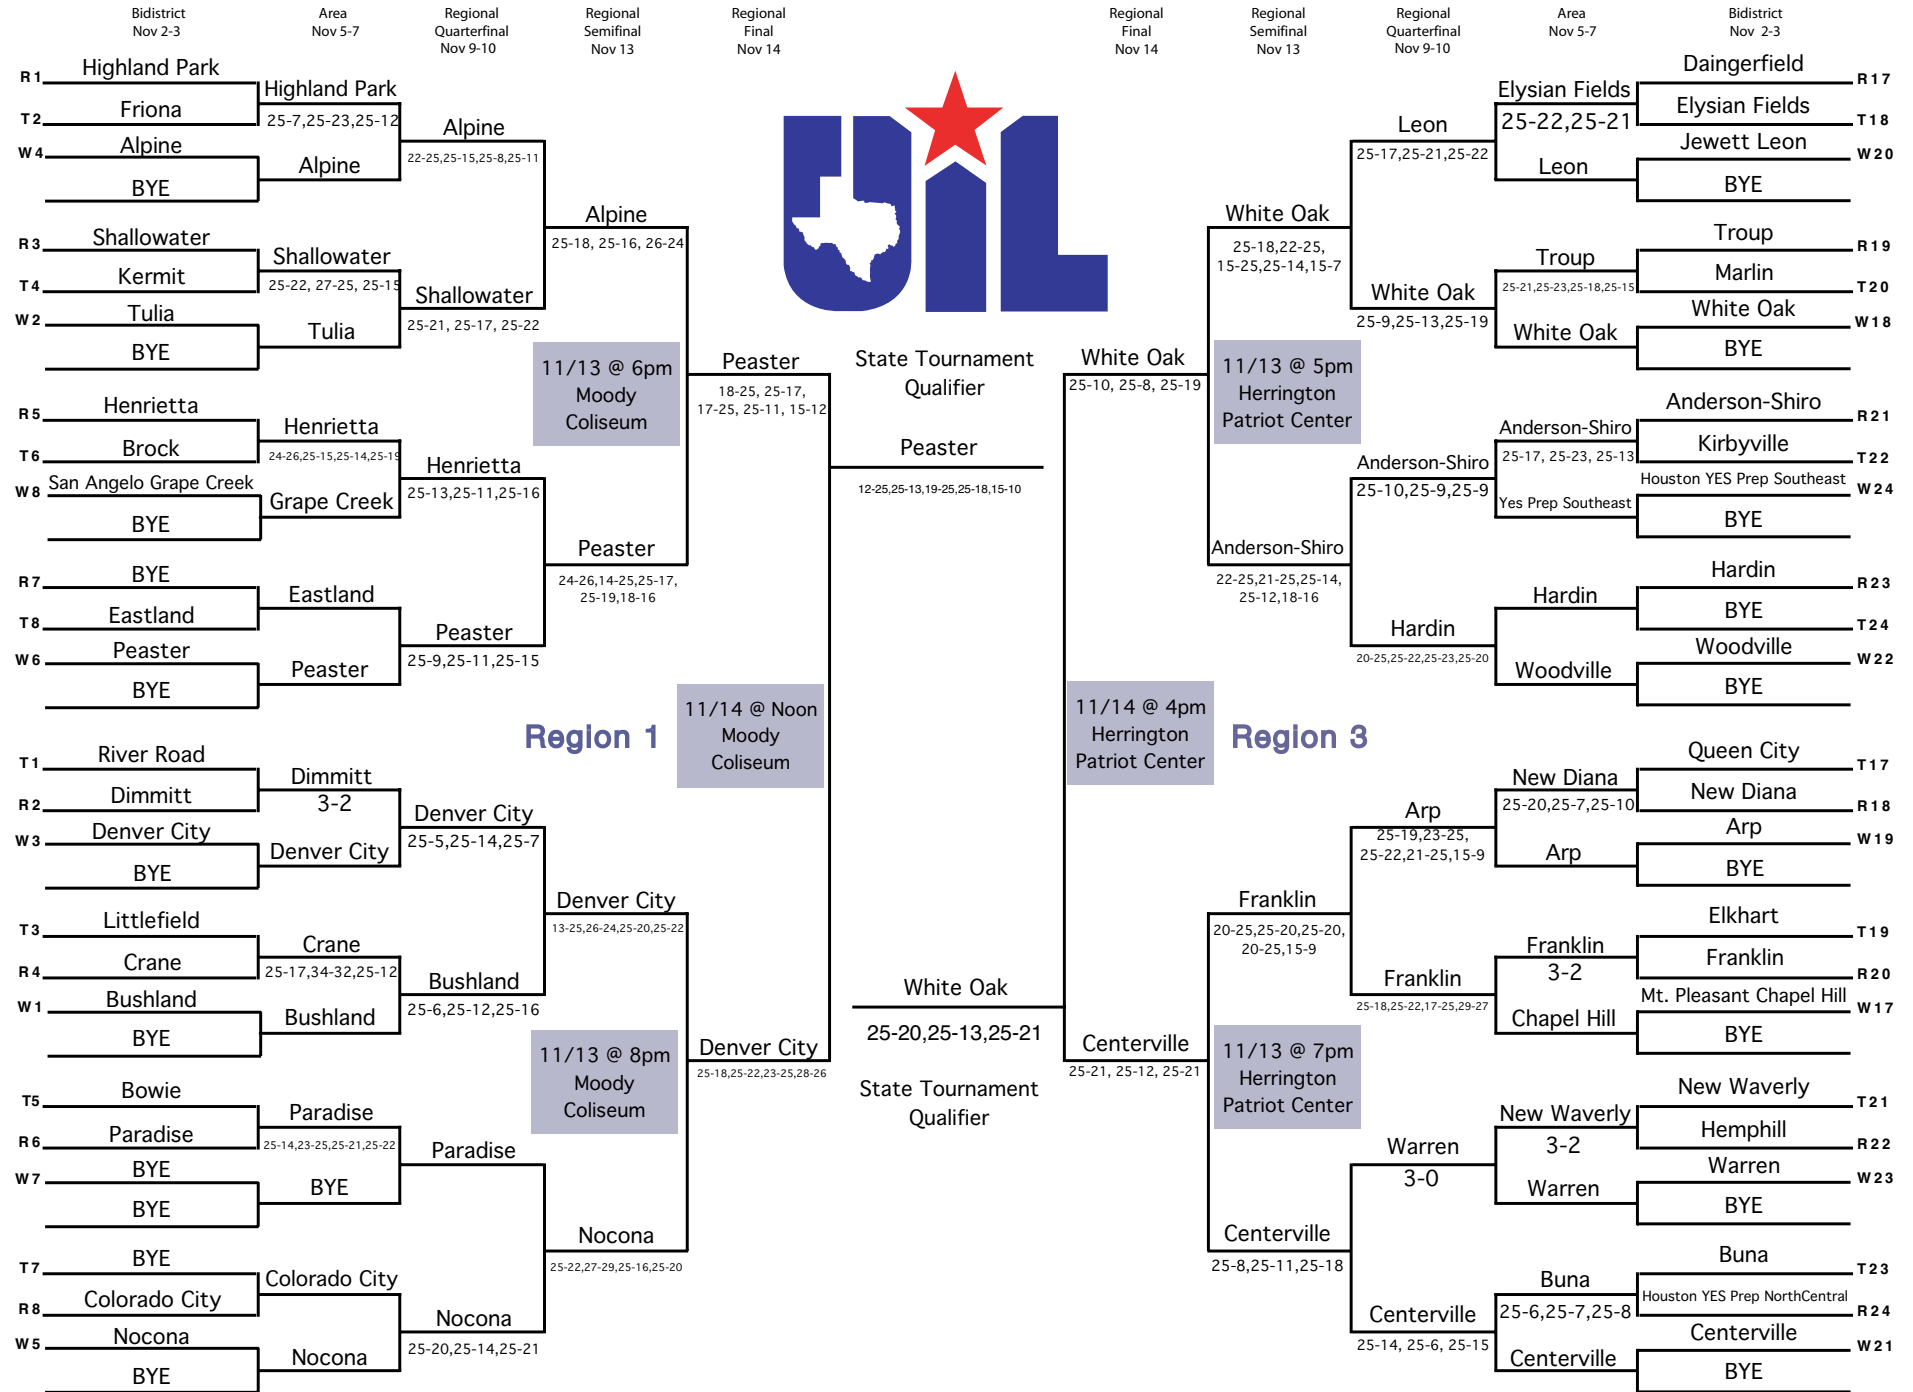 Bidistrict
Nov 2-3
Area
Nov 5-7
Regional
Quarterfinal
Nov 9-10
Regional
Semifinal
Nov 13
Regional
Final
Nov 14
Regional
Final
Nov 14
Regional
Semifinal
Nov 13
Regional
Quarterfinal
Nov 9-10
Area
Nov 5-7
Bidistrict
Nov 2-3
R1
Highland Park
T2
Friona
W4
Alpine
BYE
R3
Shallowater
T4
Kermit
W2
Tulia
BYE
R5
Henrietta
T6
Brock
W8
San Angelo Grape Creek
BYE
R7
BYE
T8
Eastland
W6
Peaster
BYE
T1
River Road
R2
Dimmitt
W3
Denver City
BYE
T3
Littlefield
R4
Crane
W1
Bushland
BYE
T5
Bowie
R6
Paradise
W7
BYE
BYE
T7
BYE
R8
Colorado City
W5
Nocona
BYE
Highland Park
25-7,25-23,25-12
Alpine
Shallowater
25-22, 27-25, 25-15
Tulia
Henrietta
24-26,25-15,25-14,25-19
Grape Creek
Eastland
Peaster
Dimmitt
3-2
Denver City
Crane
25-17,34-32,25-12
Bushland
Paradise
25-14,23-25,25-21,25-22
BYE
Colorado City
Nocona
Alpine
22-25,25-15,25-8,25-11
Shallowater
25-21, 25-17, 25-22
Henrietta
25-13,25-11,25-16
Peaster
25-9,25-11,25-15
Denver City
25-5,25-14,25-7
Bushland
25-6,25-12,25-16
Paradise
Nocona
25-20,25-14,25-21
Alpine
25-18, 25-16, 26-24
11/13 @ 6pm
Moody
Coliseum
Peaster
24-26,14-25,25-17,
25-19,18-16
Region 1
Denver City
13-25,26-24,25-20,25-22
11/13 @ 8pm
Moody
Coliseum
Nocona
25-22,27-29,25-16,25-20
Peaster
18-25, 25-17,
17-25, 25-11, 15-12
11/14 @ Noon
Moody
Coliseum
Denver City
25-18,25-22,23-25,28-26
UIL
State Tournament
Qualifier
Peaster
12-25,25-13,19-25,25-18,15-10
White Oak
25-20,25-13,25-21
State Tournament
Qualifier
White Oak
25-10, 25-8, 25-19
11/14 @ 4pm
Herrington
Patriot Center
Centerville
25-21, 25-12, 25-21
White Oak
25-18,22-25,
15-25,25-14,15-7
11/13 @ 5pm
Herrington
Patriot Center
Anderson-Shiro
22-25,21-25,25-14,
25-12,18-16
Region 3
Franklin
20-25,25-20,25-20,
20-25,15-9
11/13 @ 7pm
Herrington
Patriot Center
Centerville
25-8,25-11,25-18
Leon
25-17,25-21,25-22
White Oak
25-9,25-13,25-19
Anderson-Shiro
25-10,25-9,25-9
Hardin
20-25,25-22,25-23,25-20
Arp
25-19,23-25,
25-22,21-25,15-9
Franklin
25-18,25-22,17-25,29-27
Warren
3-0
Centerville
25-14, 25-6, 25-15
Elysian Fields
25-22,25-21
Leon
Troup
25-21,25-23,25-18,25-15
White Oak
Anderson-Shiro
25-17, 25-23, 25-13
Yes Prep Southeast
Hardin
Woodville
New Diana
25-20,25-7,25-10
Arp
Franklin
3-2
Chapel Hill
New Waverly
3-2
Warren
Buna
25-6,25-7,25-8
Centerville
Daingerfield
R17
Elysian Fields
T18
Jewett Leon
W20
BYE
Troup
R19
Marlin
T20
White Oak
W18
BYE
Anderson-Shiro
R21
Kirbyville
T22
Houston YES Prep Southeast
W24
BYE
Hardin
R23
BYE
T24
Woodville
W22
BYE
Queen City
T17
New Diana
R18
Arp
W19
BYE
Elkhart
T19
Franklin
R20
Mt. Pleasant Chapel Hill
W17
BYE
New Waverly
T21
Hemphill
R22
Warren
W23
BYE
Buna
T23
Houston YES Prep NorthCentral
R24
Centerville
W21
BYE